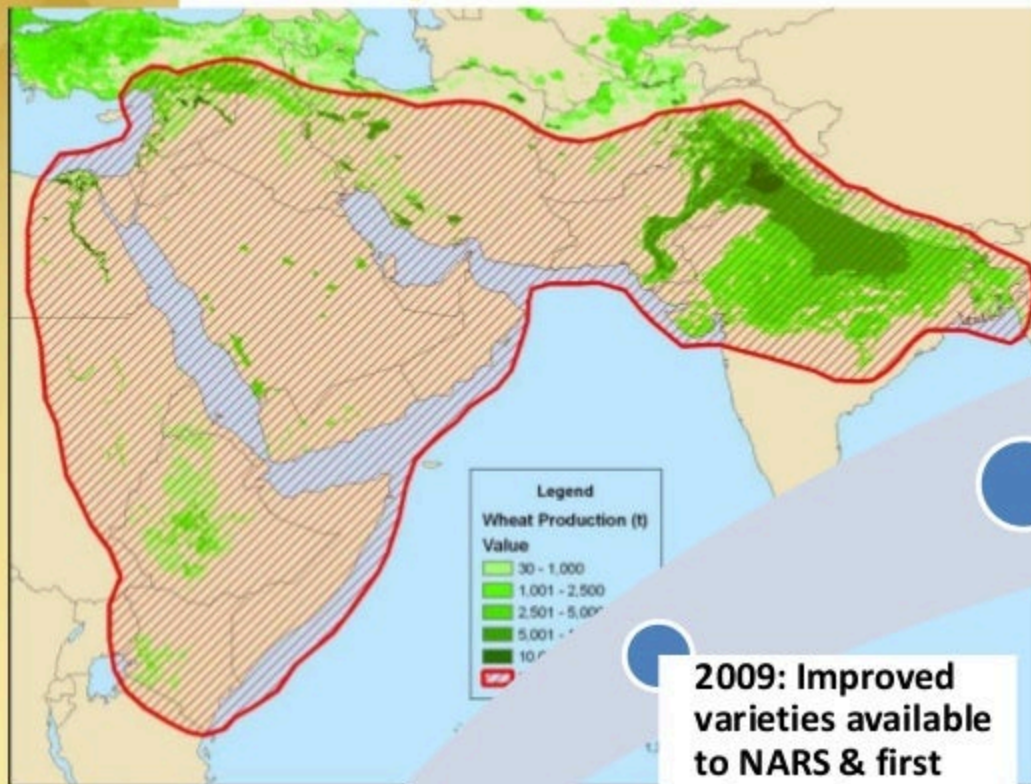 Legend
Wheat Production (t)
Value
30 - 1,000
1,001 - 2,500
2,501 - 5,000
5,001 -
2009: Improved
varieties available
to NARS & first